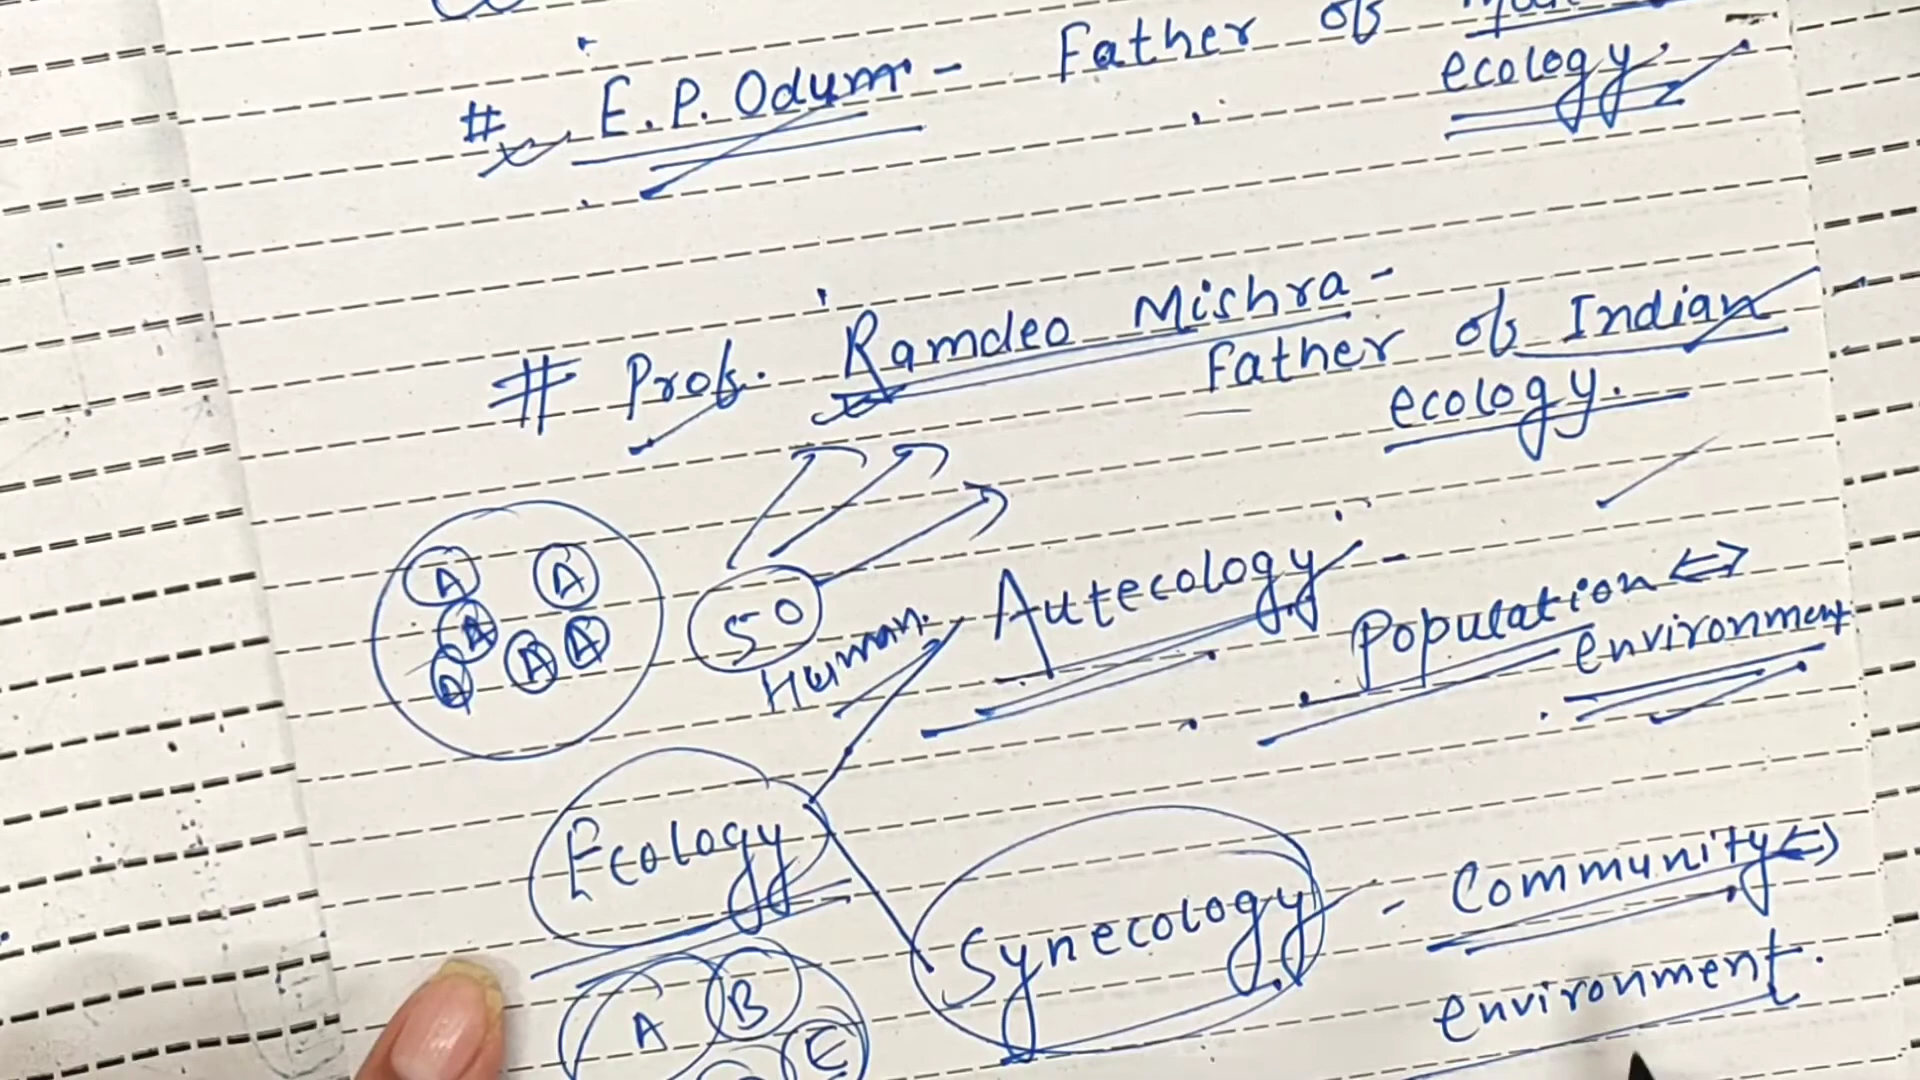 # E.P. Odum - Father of
ecology.
# Prof. Ramdeo Mishra -
Father of Indian
ecology.
A A A A A A
50
Human.
Autecology -
Population ↔
environment
Ecology
Synecology - Community ↔
environment.
A B C